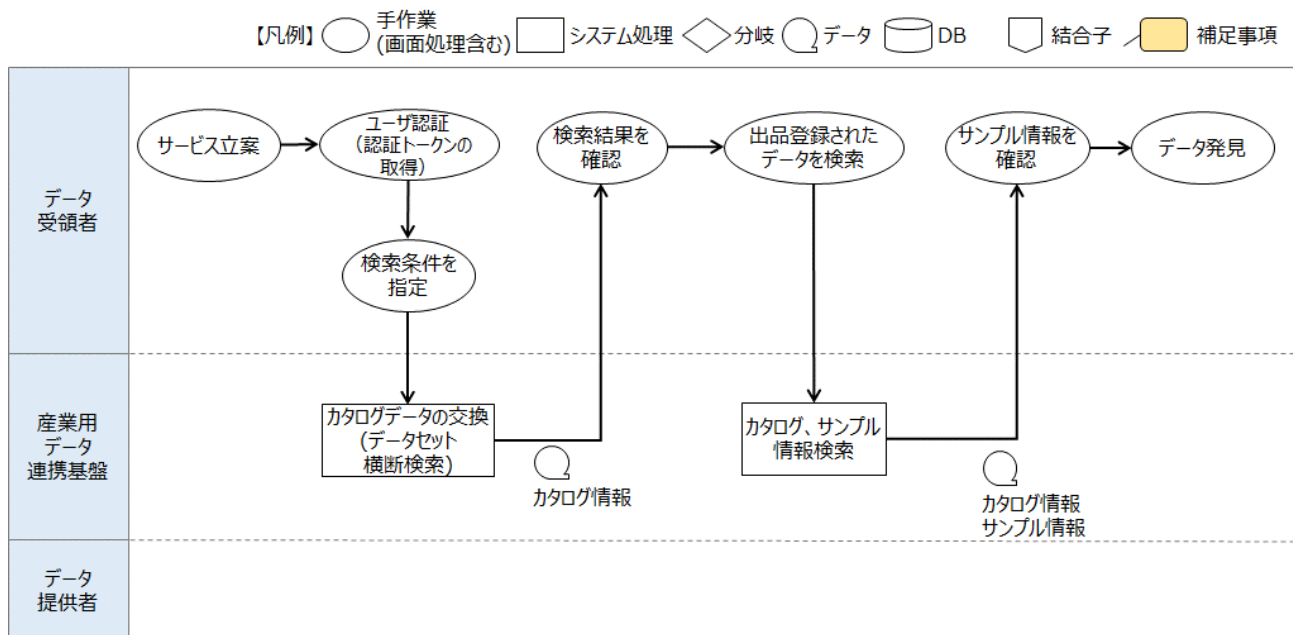 【凡例】
手作業
(画面処理含む)
システム処理
分岐
データ
DB
結合子
補足事項
データ
受領者
サービス立案
ユーザ認証
（認証トークンの
取得）
検索条件を
指定
検索結果を
確認
出品登録された
データを検索
サンプル情報を
確認
データ発見
産業用
データ
連携基盤
カタログデータの交換
(データセット
横断検索)
カタログ情報
カタログ、サンプル
情報検索
カタログ情報
サンプル情報
データ
提供者